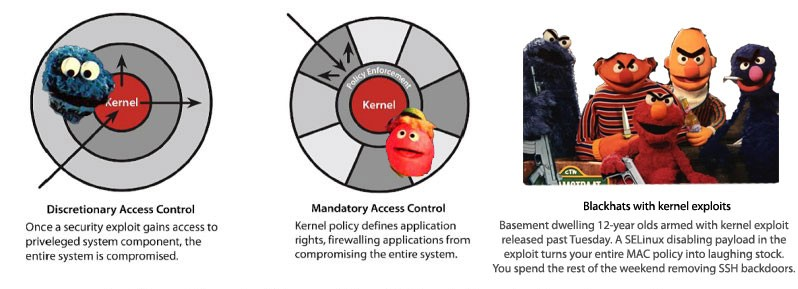 Kernel
Discretionary Access Control
Once a security exploit gains access to
priveleged system component, the
entire system is compromised.
Policy Enforcement
Kernel
Mandatory Access Control
Kernel policy defines application
rights, firewalling applications from
compromising the entire system.
CTW
Blackhats with kernel exploits
Basement dwelling 12-year olds armed with kernel exploit
released past Tuesday. A SELinux disabling payload in the
exploit turns your entire MAC policy into laughing stock.
You spend the rest of the weekend removing SSH backdoors.